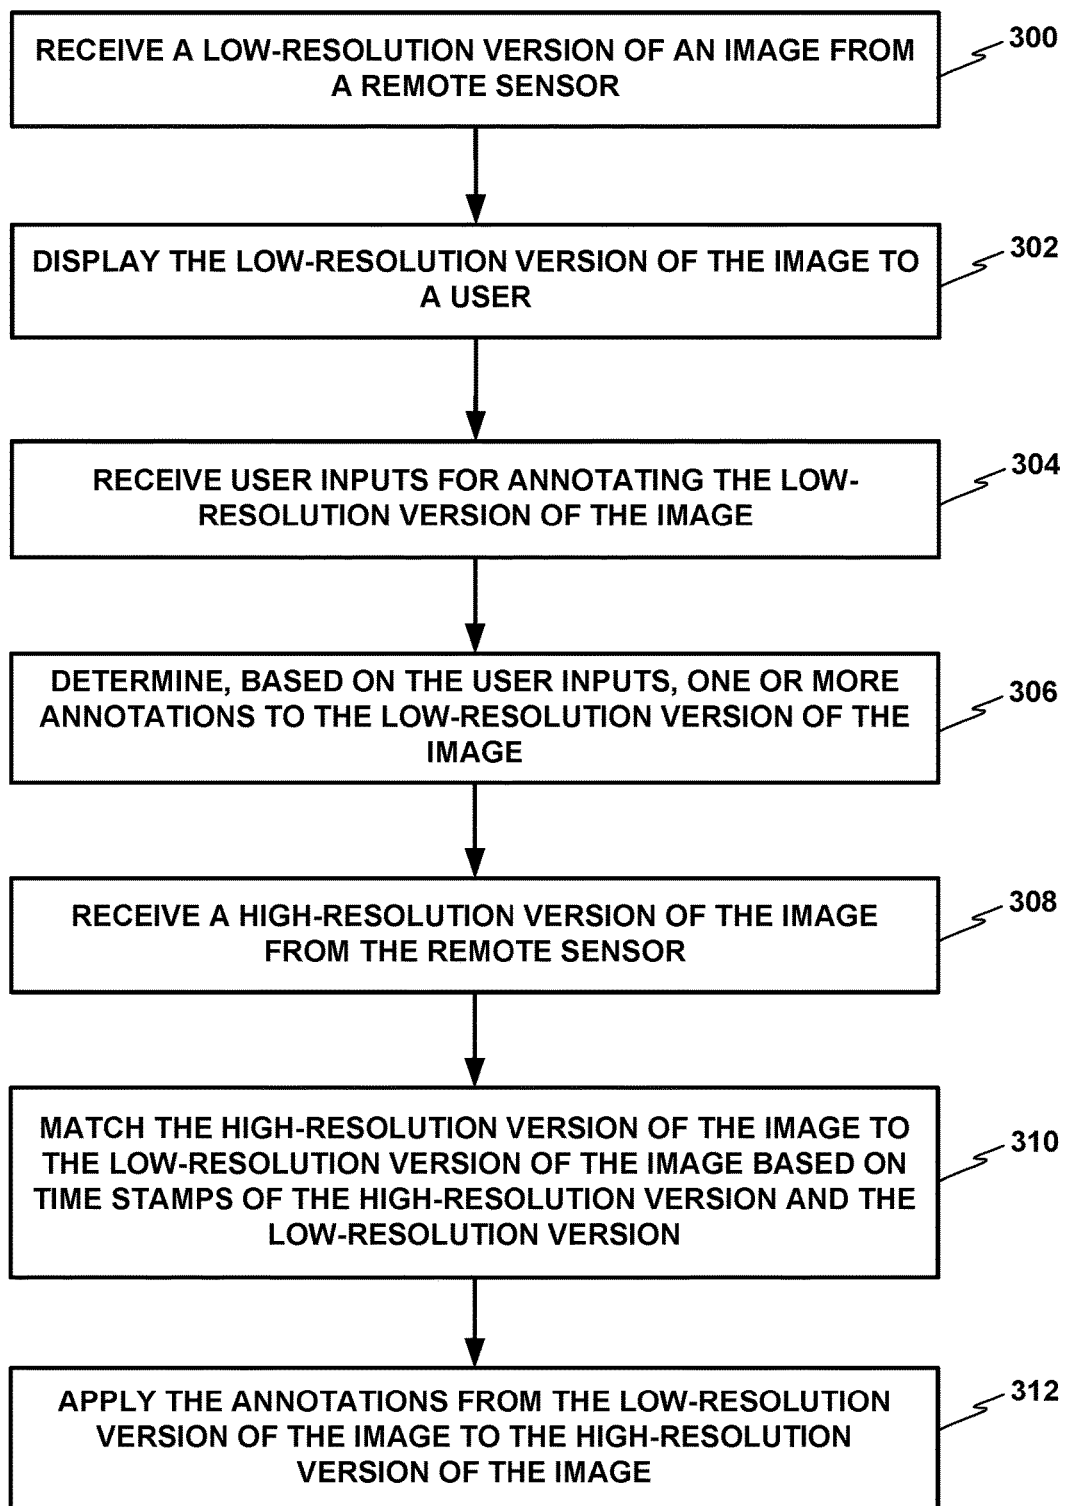 RECEIVE A LOW-RESOLUTION VERSION OF AN IMAGE FROM
A REMOTE SENSOR
300
DISPLAY THE LOW-RESOLUTION VERSION OF THE IMAGE TO
A USER
302
RECEIVE USER INPUTS FOR ANNOTATING THE LOW-
RESOLUTION VERSION OF THE IMAGE
304
DETERMINE, BASED ON THE USER INPUTS, ONE OR MORE
ANNOTATIONS TO THE LOW-RESOLUTION VERSION OF THE
IMAGE
306
RECEIVE A HIGH-RESOLUTION VERSION OF THE IMAGE
FROM THE REMOTE SENSOR
308
MATCH THE HIGH-RESOLUTION VERSION OF THE IMAGE TO
THE LOW-RESOLUTION VERSION OF THE IMAGE BASED ON
TIME STAMPS OF THE HIGH-RESOLUTION VERSION AND THE
LOW-RESOLUTION VERSION
310
APPLY THE ANNOTATIONS FROM THE LOW-RESOLUTION
VERSION OF THE IMAGE TO THE HIGH-RESOLUTION
VERSION OF THE IMAGE
312